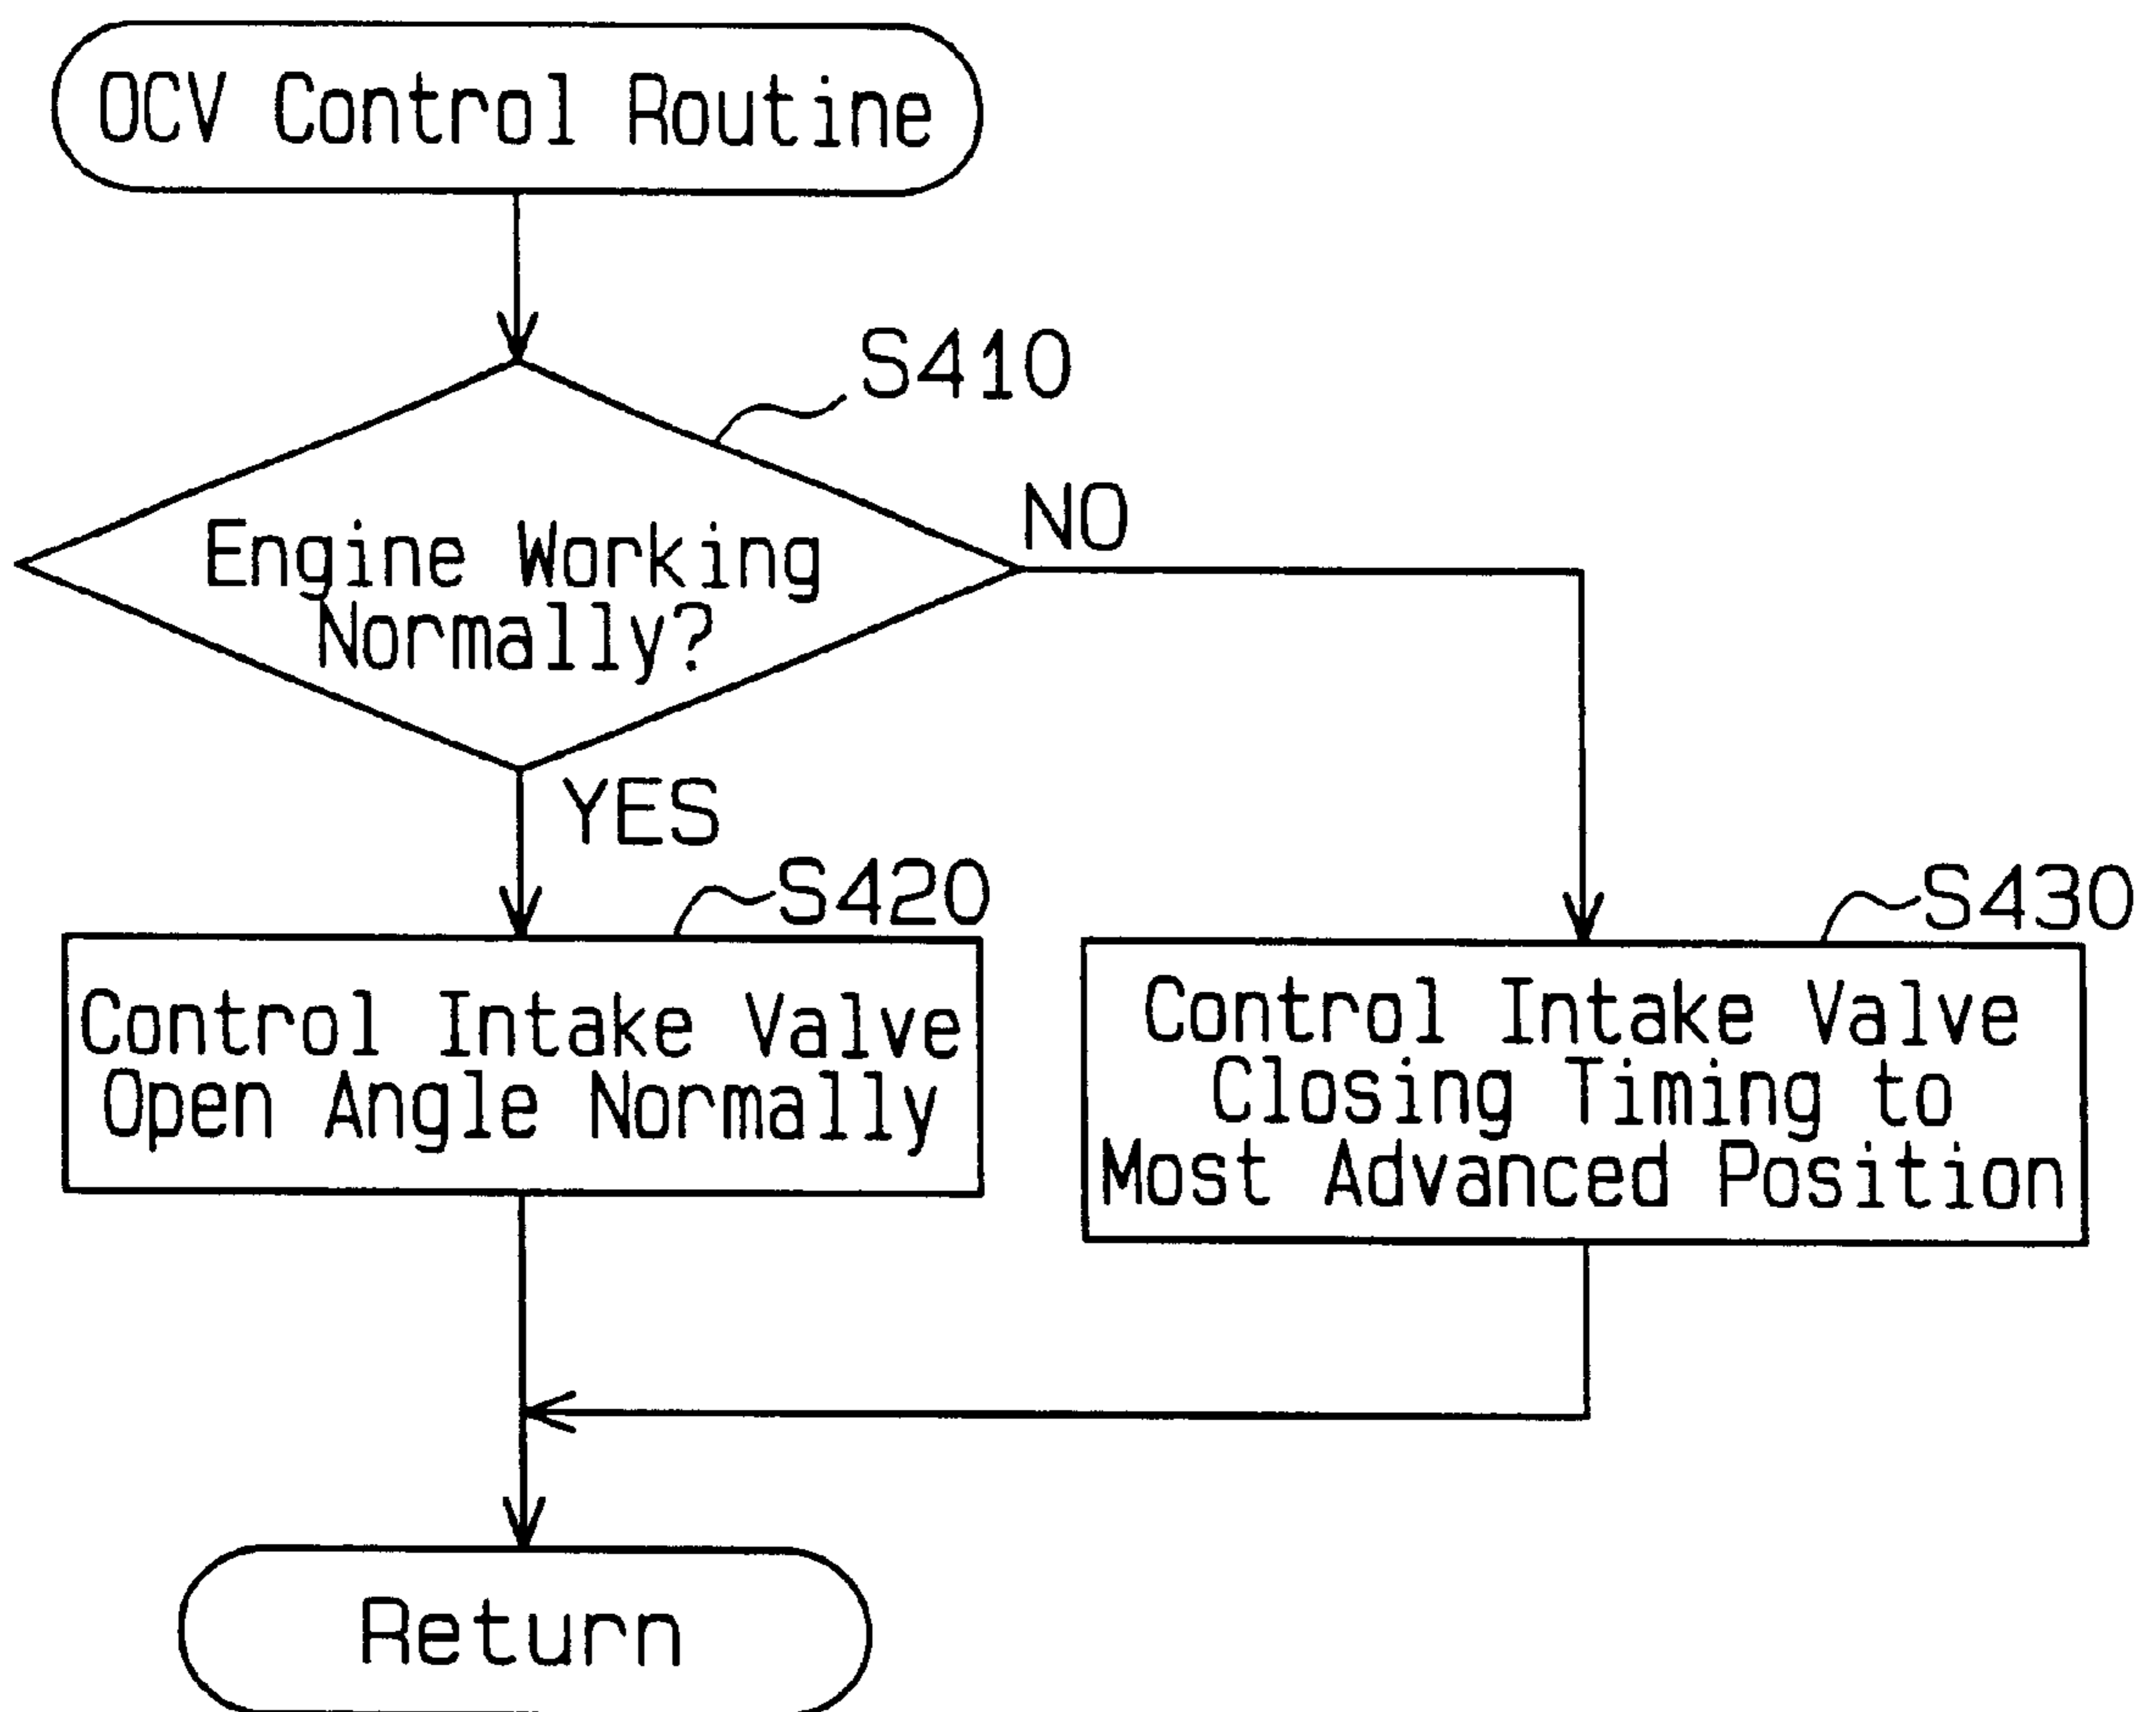 OCV Control Routine
S410
NO
Engine Working
Normally?
YES
S420
S430
Control Intake Valve
Open Angle Normally
Control Intake Valve
Closing Timing to
Most Advanced Position
Return